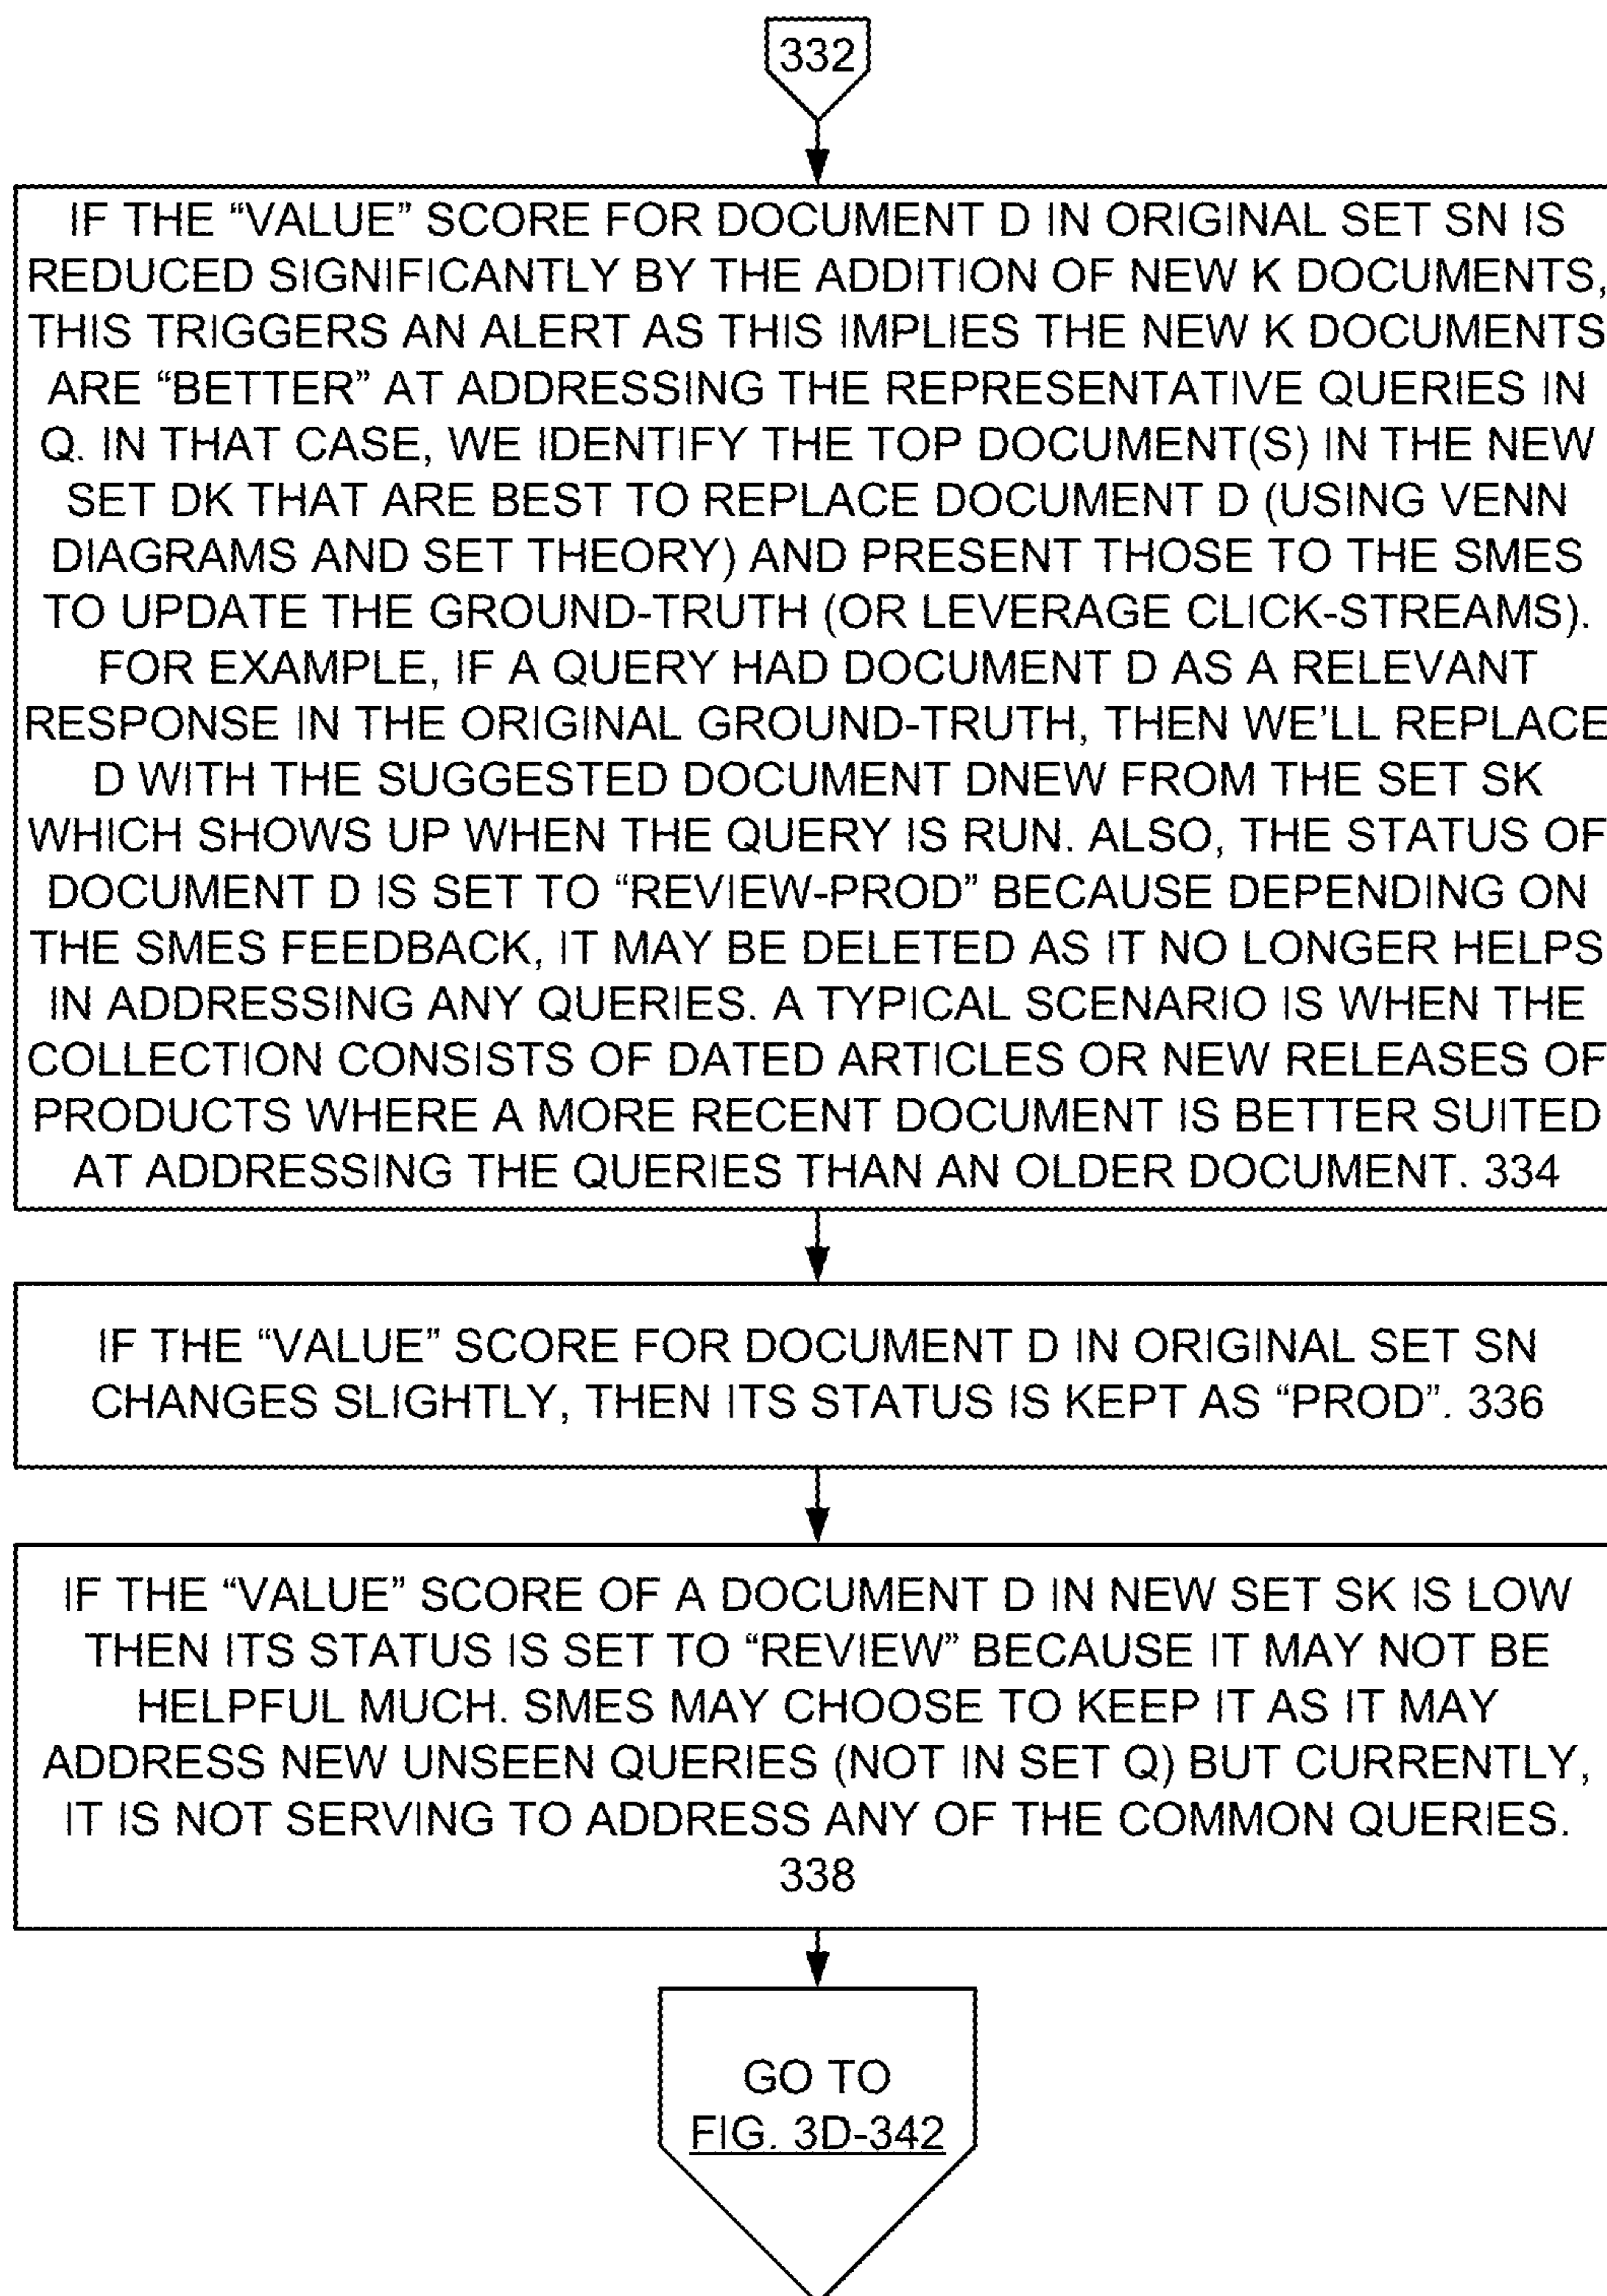 332
IF THE “VALUE” SCORE FOR DOCUMENT D IN ORIGINAL SET SN IS
REDUCED SIGNIFICANTLY BY THE ADDITION OF NEW K DOCUMENTS,
THIS TRIGGERS AN ALERT AS THIS IMPLIES THE NEW K DOCUMENTS
ARE “BETTER” AT ADDRESSING THE REPRESENTATIVE QUERIES IN
Q. IN THAT CASE, WE IDENTIFY THE TOP DOCUMENT(S) IN THE NEW
SET DK THAT ARE BEST TO REPLACE DOCUMENT D (USING VENN
DIAGRAMS AND SET THEORY) AND PRESENT THOSE TO THE SMES
TO UPDATE THE GROUND-TRUTH (OR LEVERAGE CLICK-STREAMS).
FOR EXAMPLE, IF A QUERY HAD DOCUMENT D AS A RELEVANT
RESPONSE IN THE ORIGINAL GROUND-TRUTH, THEN WE’LL REPLACE
D WITH THE SUGGESTED DOCUMENT DNEW FROM THE SET SK
WHICH SHOWS UP WHEN THE QUERY IS RUN. ALSO, THE STATUS OF
DOCUMENT D IS SET TO “REVIEW-PROD” BECAUSE DEPENDING ON
THE SMES FEEDBACK, IT MAY BE DELETED AS IT NO LONGER HELPS
IN ADDRESSING ANY QUERIES. A TYPICAL SCENARIO IS WHEN THE
COLLECTION CONSISTS OF DATED ARTICLES OR NEW RELEASES OF
PRODUCTS WHERE A MORE RECENT DOCUMENT IS BETTER SUITED
AT ADDRESSING THE QUERIES THAN AN OLDER DOCUMENT. 334
IF THE “VALUE” SCORE FOR DOCUMENT D IN ORIGINAL SET SN
CHANGES SLIGHTLY, THEN ITS STATUS IS KEPT AS “PROD”. 336
IF THE “VALUE” SCORE OF A DOCUMENT D IN NEW SET SK IS LOW
THEN ITS STATUS IS SET TO “REVIEW” BECAUSE IT MAY NOT BE
HELPFUL MUCH. SMES MAY CHOOSE TO KEEP IT AS IT MAY
ADDRESS NEW UNSEEN QUERIES (NOT IN SET Q) BUT CURRENTLY,
IT IS NOT SERVING TO ADDRESS ANY OF THE COMMON QUERIES.
338
GO TO
FIG. 3D-342